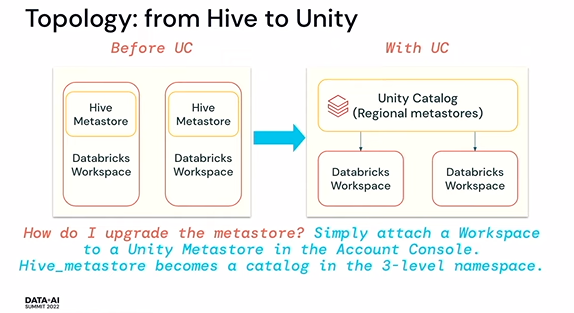 Topology: from Hive to Unity
Before UC
With UC
Hive
Metastore
Databricks
Workspace
Hive
Metastore
Databricks
Workspace
Unity Catalog
(Regional metastores)
Databricks
Workspace
Databricks
Workspace
How do I upgrade the metastore? Simply attach a Workspace
to a Unity Metastore in the Account Console.
Hive_metastore becomes a catalog in the 3-level namespace.
DATA+AI
SUMMIT 2022